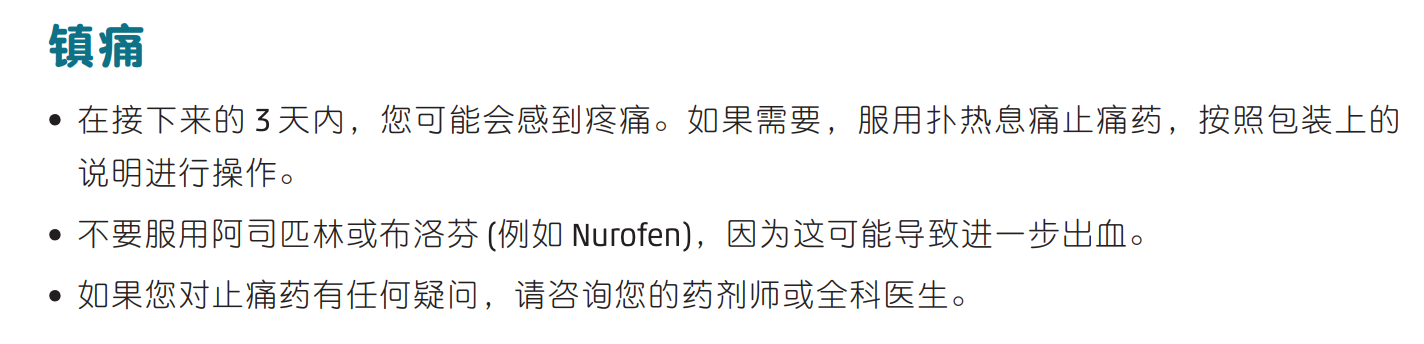 镇痛
• 在接下来的 3 天内，您可能会感到疼痛。如果需要，服用扑热息痛止痛药，按照包装上的
说明进行操作。
• 不要服用阿司匹林或布洛芬 (例如 Nurofen)，因为这可能导致进一步出血。
• 如果您对止痛药有任何疑问，请咨询您的药剂师或全科医生。